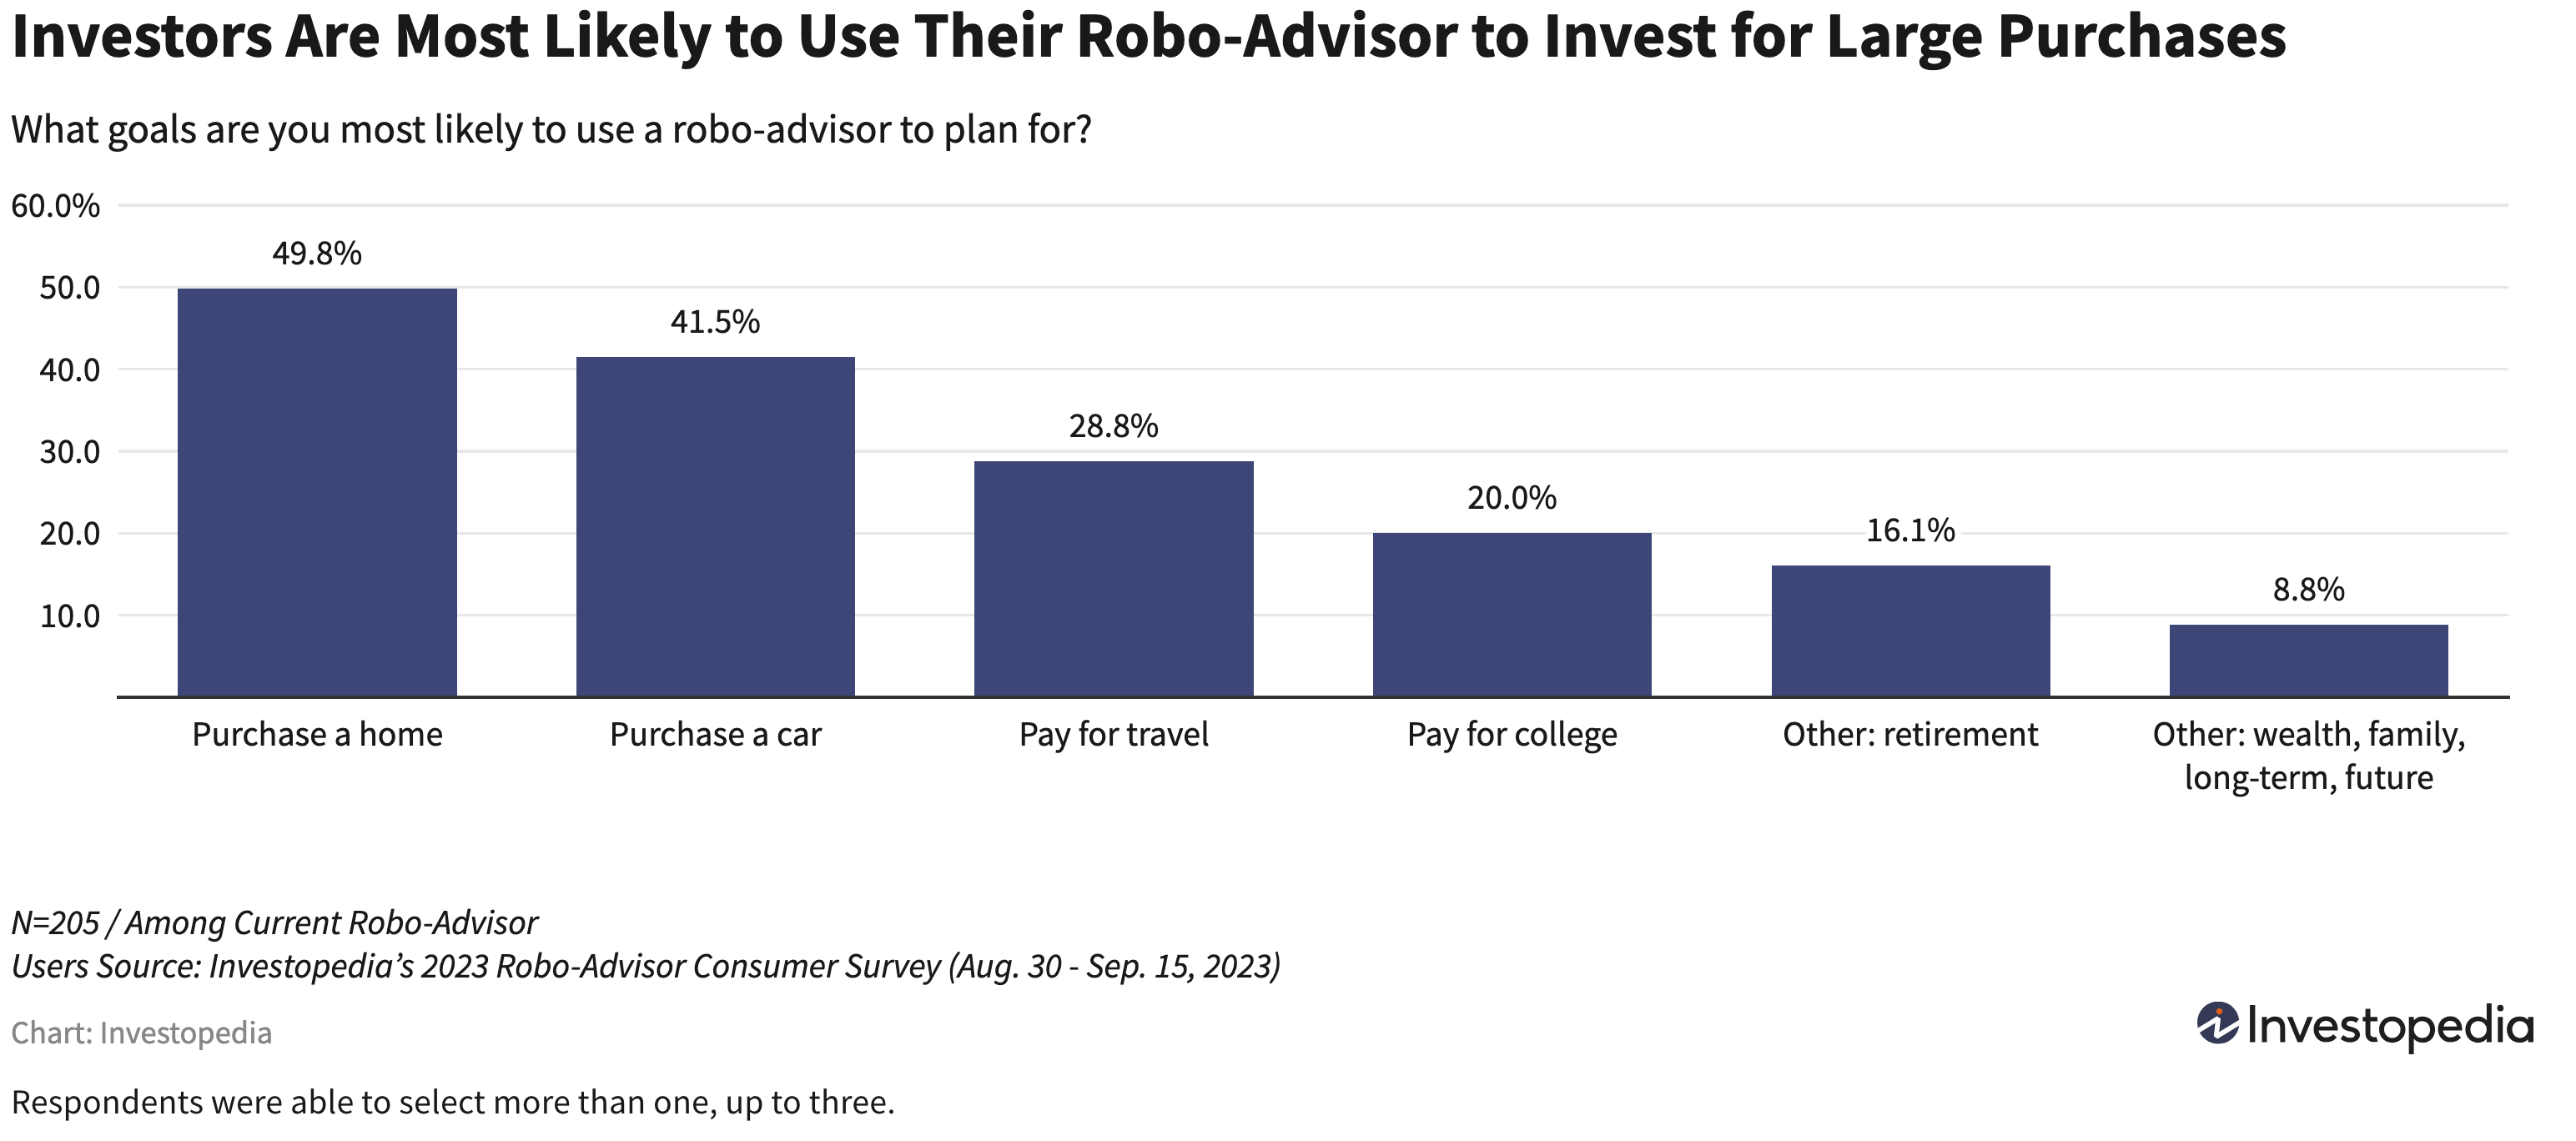 Investors Are Most Likely to Use Their Robo-Advisor to Invest for Large Purchases
What goals are you most likely to use a robo-advisor to plan for?
60.0%
50.0
40.0
30.0
20.0
10.0
49.8%
41.5%
28.8%
20.0%
16.1%
8.8%
Purchase a home
Purchase a car
Pay for travel
Pay for college
Other: retirement
Other: wealth, family,
long-term, future
N=205 / Among Current Robo-Advisor
Users Source: Investopedia’s 2023 Robo-Advisor Consumer Survey (Aug. 30 - Sep. 15, 2023)
Chart: Investopedia
Investopedia
Respondents were able to select more than one, up to three.